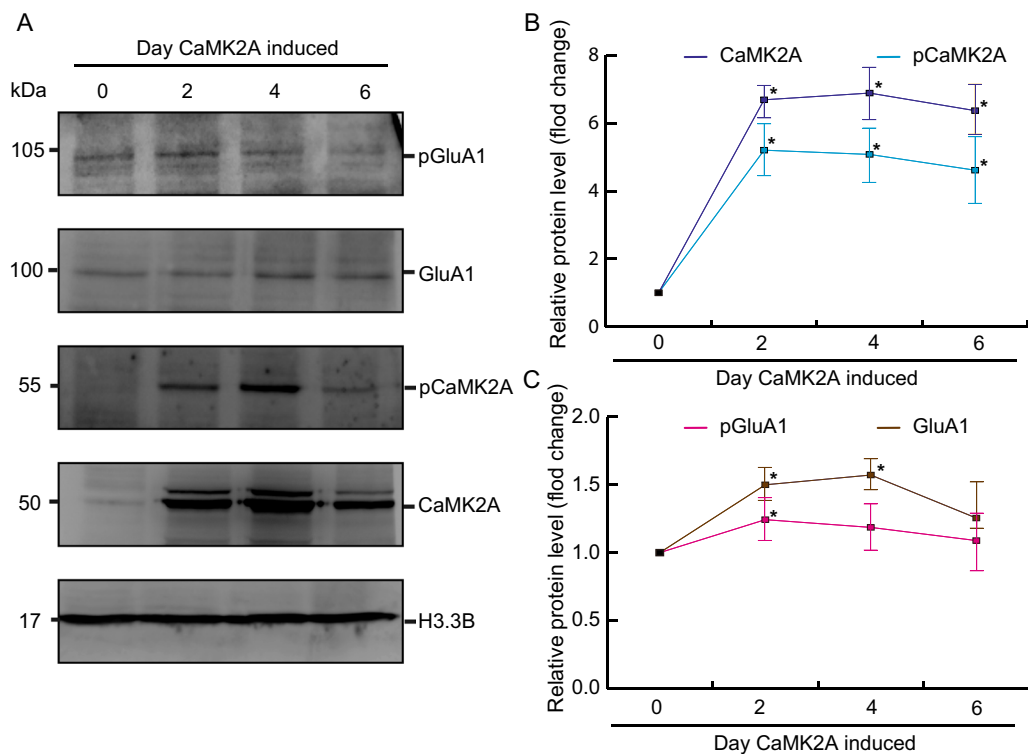 A
Day CaMK2A induced
kDa 0 2 4 6
105 pGluA1
100 GluA1
55 pCaMK2A
50 CaMK2A
17 H3.3B
B
CaMK2A pCaMK2A
Relative protein level (flod change)
8
6
4
2
0
* * *
* * *
0 2 4 6
Day CaMK2A induced
C
pGluA1 GluA1
Relative protein level (flod change)
2.0
1.5
1.0
0.5
0.0
* *
*
0 2 4 6
Day CaMK2A induced